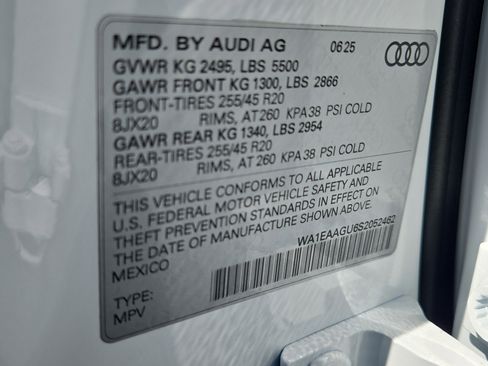 MFD. BY AUDI AG 06/25
GVWR KG 2495, LBS 5500
GAWR FRONT KG 1300, LBS 2866
FRONT-TIRES 255/45 R20
8JX20 RIMS, AT 260 KPA 38 PSI COLD
GAWR REAR KG 1340, LBS 2954
REAR-TIRES 255/45 R20
8JX20 RIMS, AT 260 KPA 38 PSI COLD
THIS VEHICLE CONFORMS TO ALL APPLICABLE
U.S. FEDERAL MOTOR VEHICLE SAFETY AND
THEFT PREVENTION STANDARDS IN EFFECT ON
THE DATE OF MANUFACTURE SHOWN ABOVE.
MEXICO
WA1EAAGU6S2052462
TYPE:
MPV